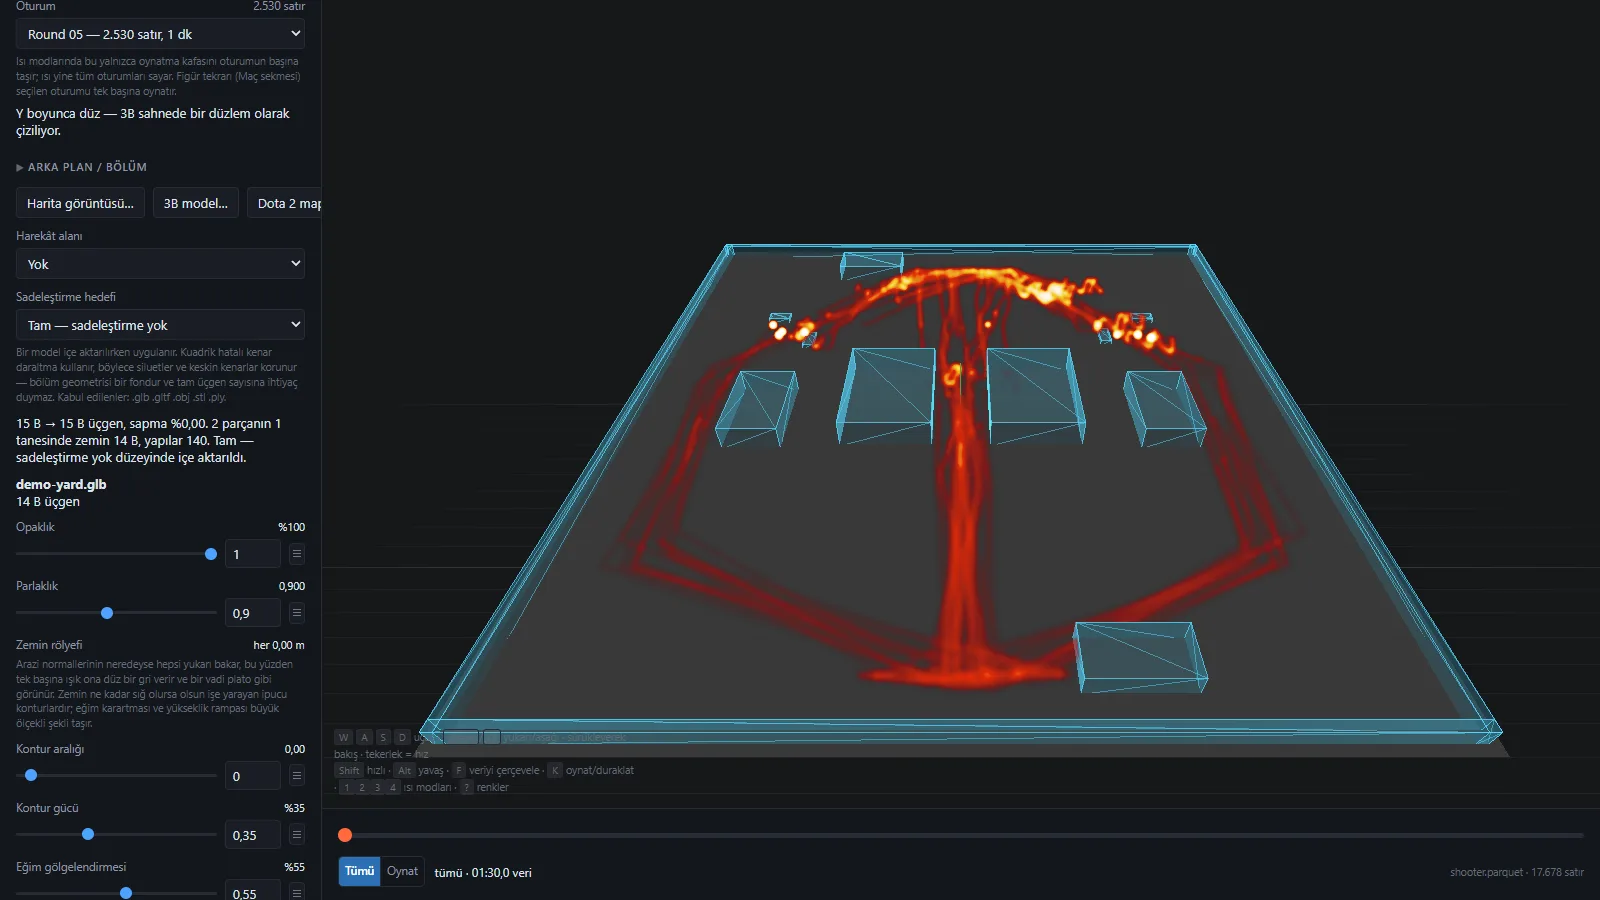 Oturum 2.530 satır
Round 05 — 2.530 satır, 1 dk
Isı modlarında bu yalnızca oynatma kafasını oturumun başına
taşır; ısı yine tüm oturumları sayar. Figür tekrarı (Maç sekmesi)
seçilen oturumu tek başına oynatır.
Y boyunca düz — 3B sahnede bir düzlem olarak
çiziliyor.
ARKA PLAN / BÖLÜM
Harita görüntüsü... 3B model... Dota 2 map
Harekât alanı
Yok
Sadeleştirme hedefi
Tam — sadeleştirme yok
Bir model içe aktarılırken uygulanır. Kuadrik hatalı kenar
daraltma kullanır, böylece siluetler ve keskin kenarlar korunur
— bölüm geometrisi bir fondur ve tam üçgen sayısına ihtiyaç
duymaz. Kabul edilenler: .glb .gltf .obj .stl .ply.
15 B → 15 B üçgen, sapma %0,00. 2 parçanın 1
tanesinde zemin 14 B, yapılar 140. Tam —
sadeleştirme yok düzeyinde içe aktarıldı.
demo-yard.glb
14 B üçgen
Opaklık %100
1
Parlaklık 0,900
0,9
Zemin rölyefi her 0,00 m
Arazi normallerinin neredeyse hepsi yukarı bakar, bu yüzden
tek başına ışık ona düz bir gri verir ve bir vadi plato gibi
görünür. Zemin ne kadar sığ olursa olsun işe yarayan ipucu
konturlardır; eğim karartması ve yükseklik rampası büyük
ölçekli şekli taşır.
Kontur aralığı 0,00
0
Kontur gücü %35
0,35
Eğim gölgelendirmesi %55
0,55
W A S D
bakış · tekerlek = hız
Shift hızlı · Alt yavaş · F veriyi çerçevele · K oynat/duraklat
· 1 2 3 4 ısı modları · ? renkler
Tümü Oynat tümü · 01:30,0 veri
shooter.parquet · 17.678 satır